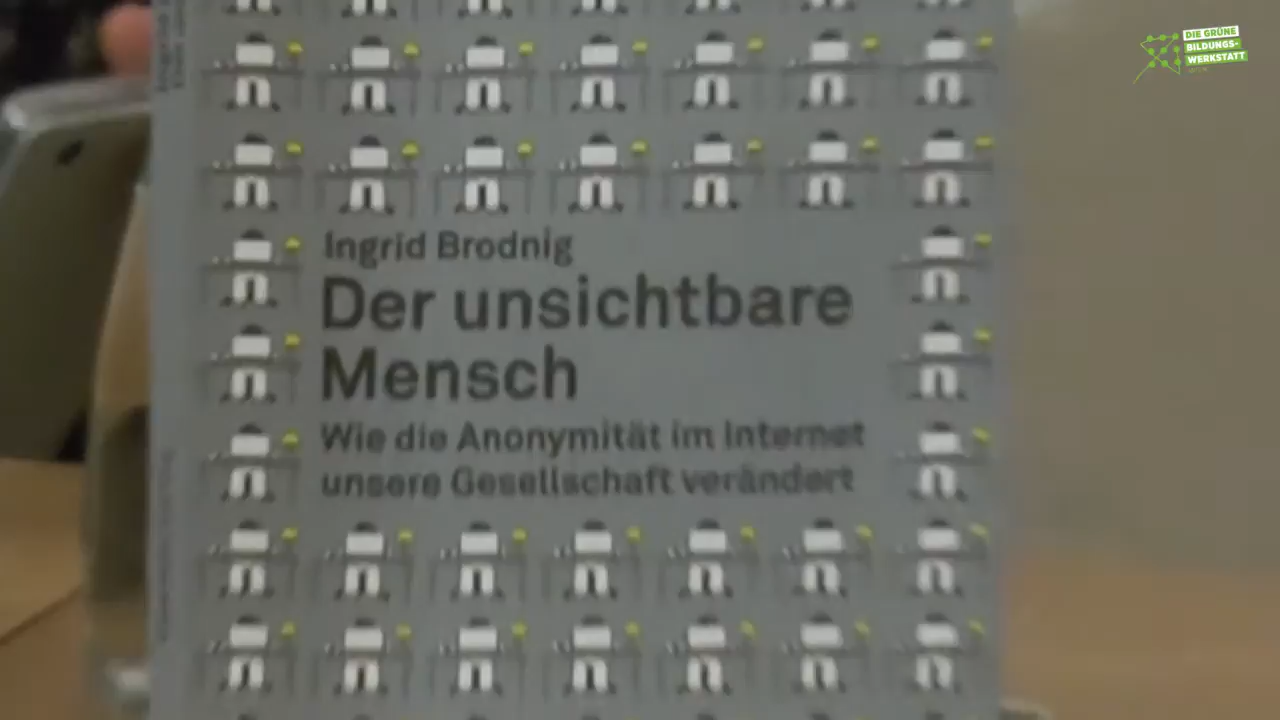 DIE GRÜNE
BILDUNGS-
WERKSTATT
Ingrid Brodnig
Der unsichtbare
Mensch
Wie die Anonymität im Internet
unsere Gesellschaft verändert